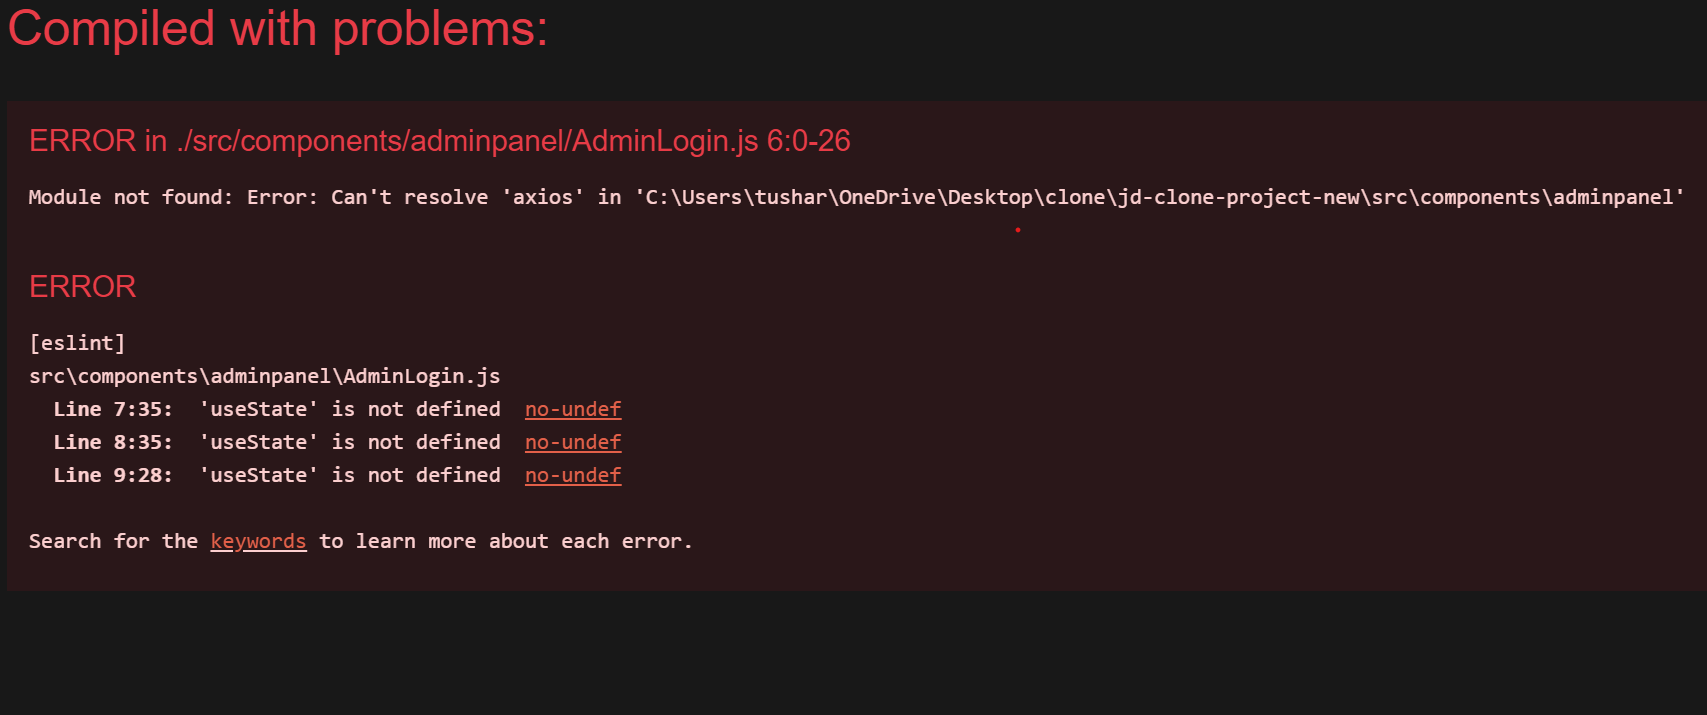 Compiled with problems:
ERROR in ./src/components/adminpanel/AdminLogin.js 6:0-26
Module not found: Error: Can't resolve 'axios' in 'C:\Users\tushar\OneDrive\Desktop\clone\jd-clone-project-new\src\components\adminpanel'
ERROR
[eslint]
src\components\adminpanel\AdminLogin.js
Line 7:35: 'useState' is not defined no-undef
Line 8:35: 'useState' is not defined no-undef
Line 9:28: 'useState' is not defined no-undef
Search for the keywords to learn more about each error.